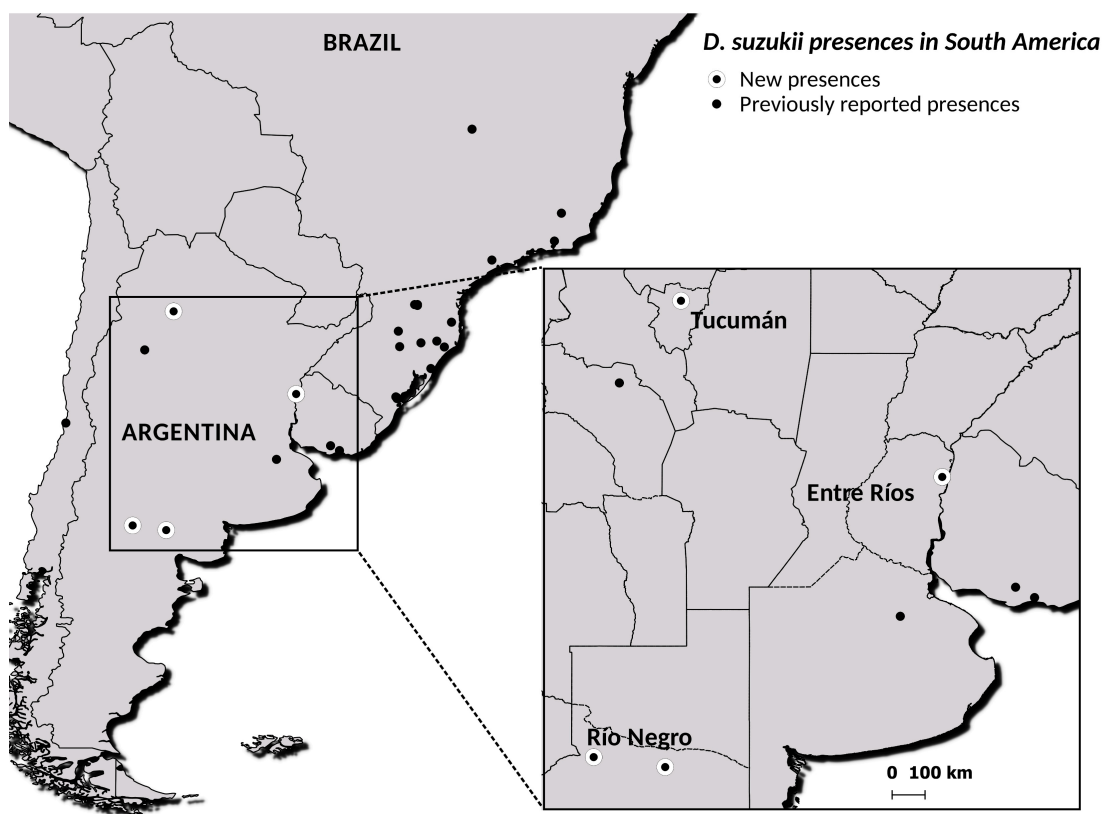 BRAZIL
D. suzukii presences in South America
New presences
Previously reported presences
ARGENTINA
Tucumán
Entre Ríos
Río Negro
0 100 km